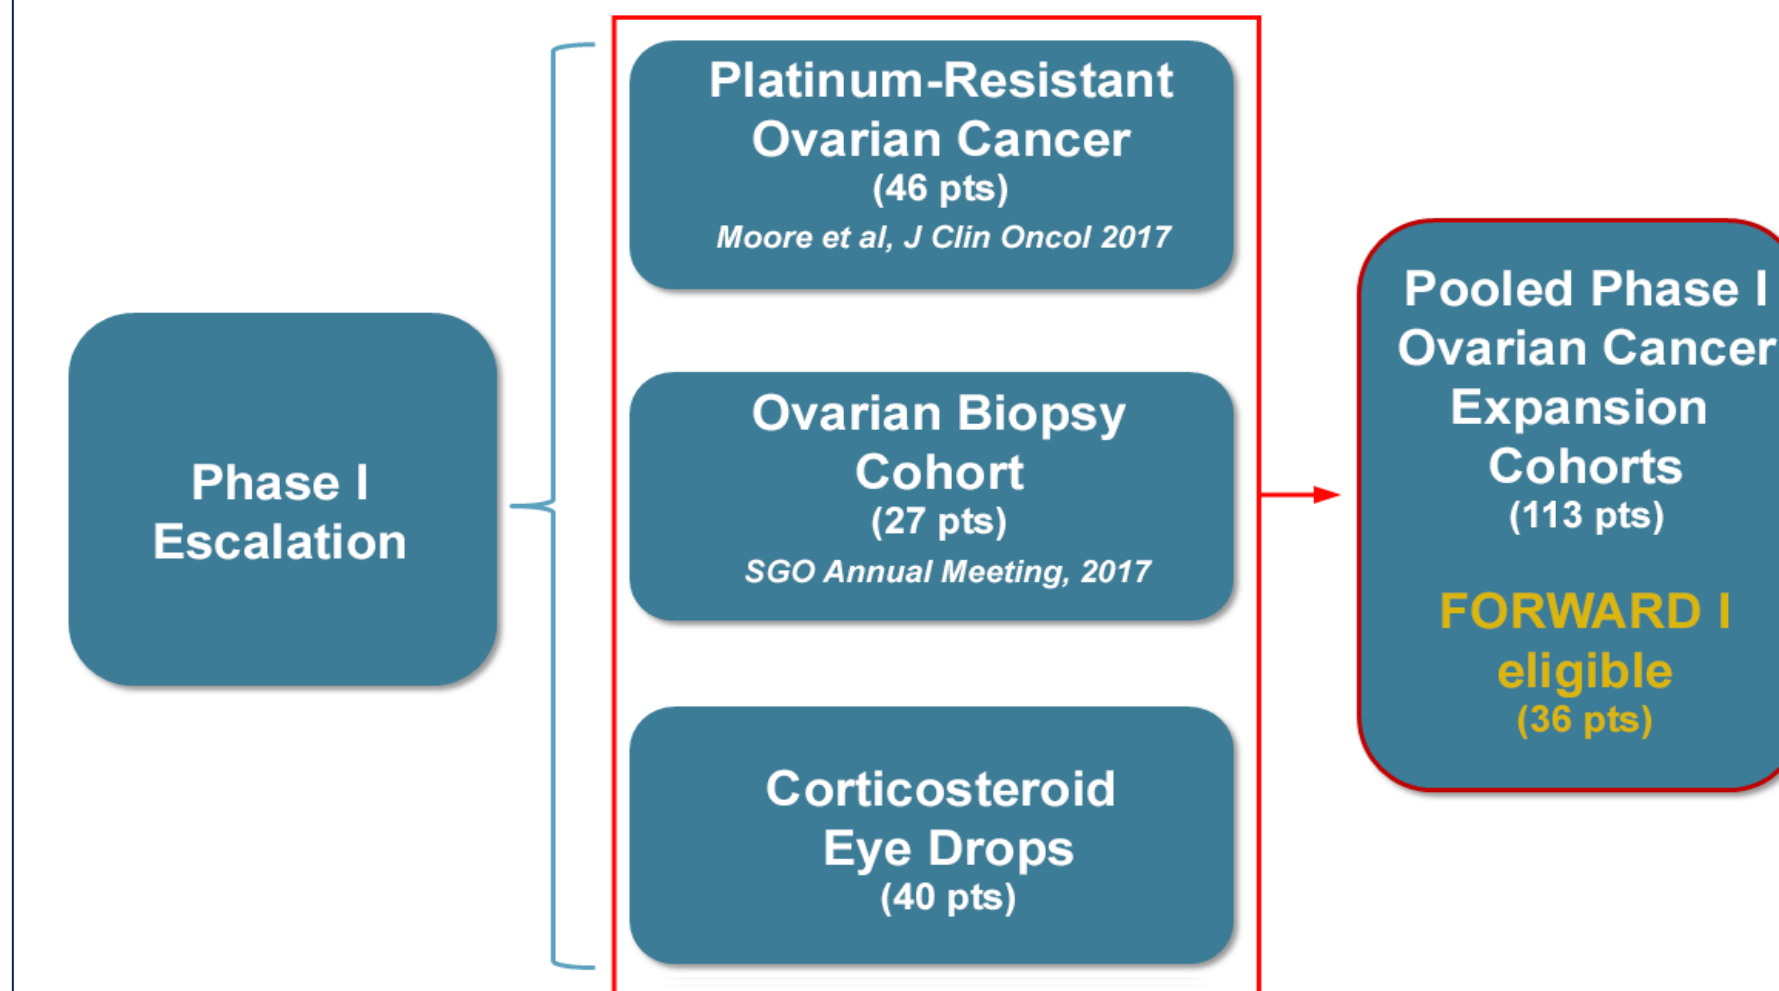 Phase I
Escalation
Platinum-Resistant
Ovarian Cancer
(46 pts)
Moore et al, J Clin Oncol 2017
Ovarian Biopsy
Cohort
(27 pts)
SGO Annual Meeting, 2017
Corticosteroid
Eye Drops
(40 pts)
Pooled Phase I
Ovarian Cancer
Expansion
Cohorts
(113 pts)
FORWARD I
eligible
(36 pts)